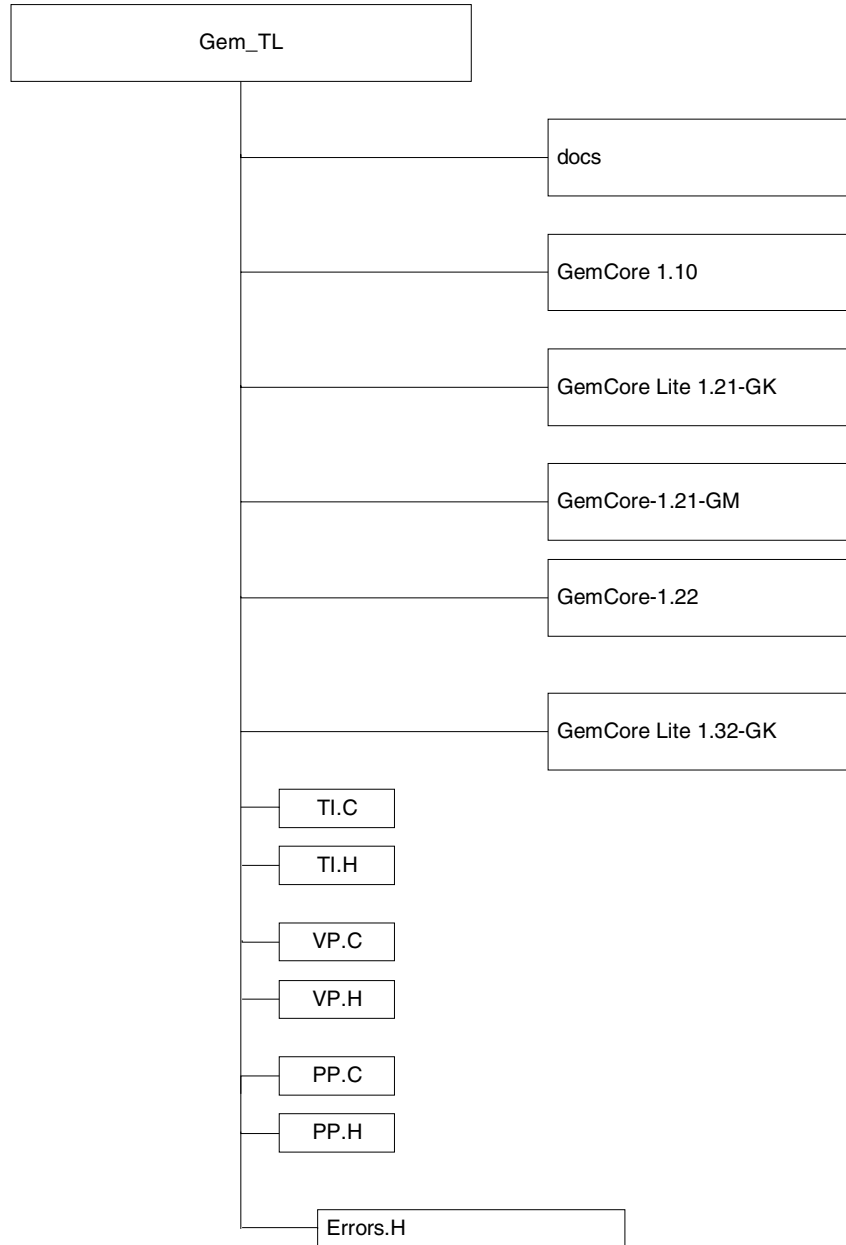 Gem_TL
docs
GemCore 1.10
GemCore Lite 1.21-GK
GemCore-1.21-GM
GemCore-1.22
GemCore Lite 1.32-GK
TI.C
TI.H
VP.C
VP.H
PP.C
PP.H
Errors.H